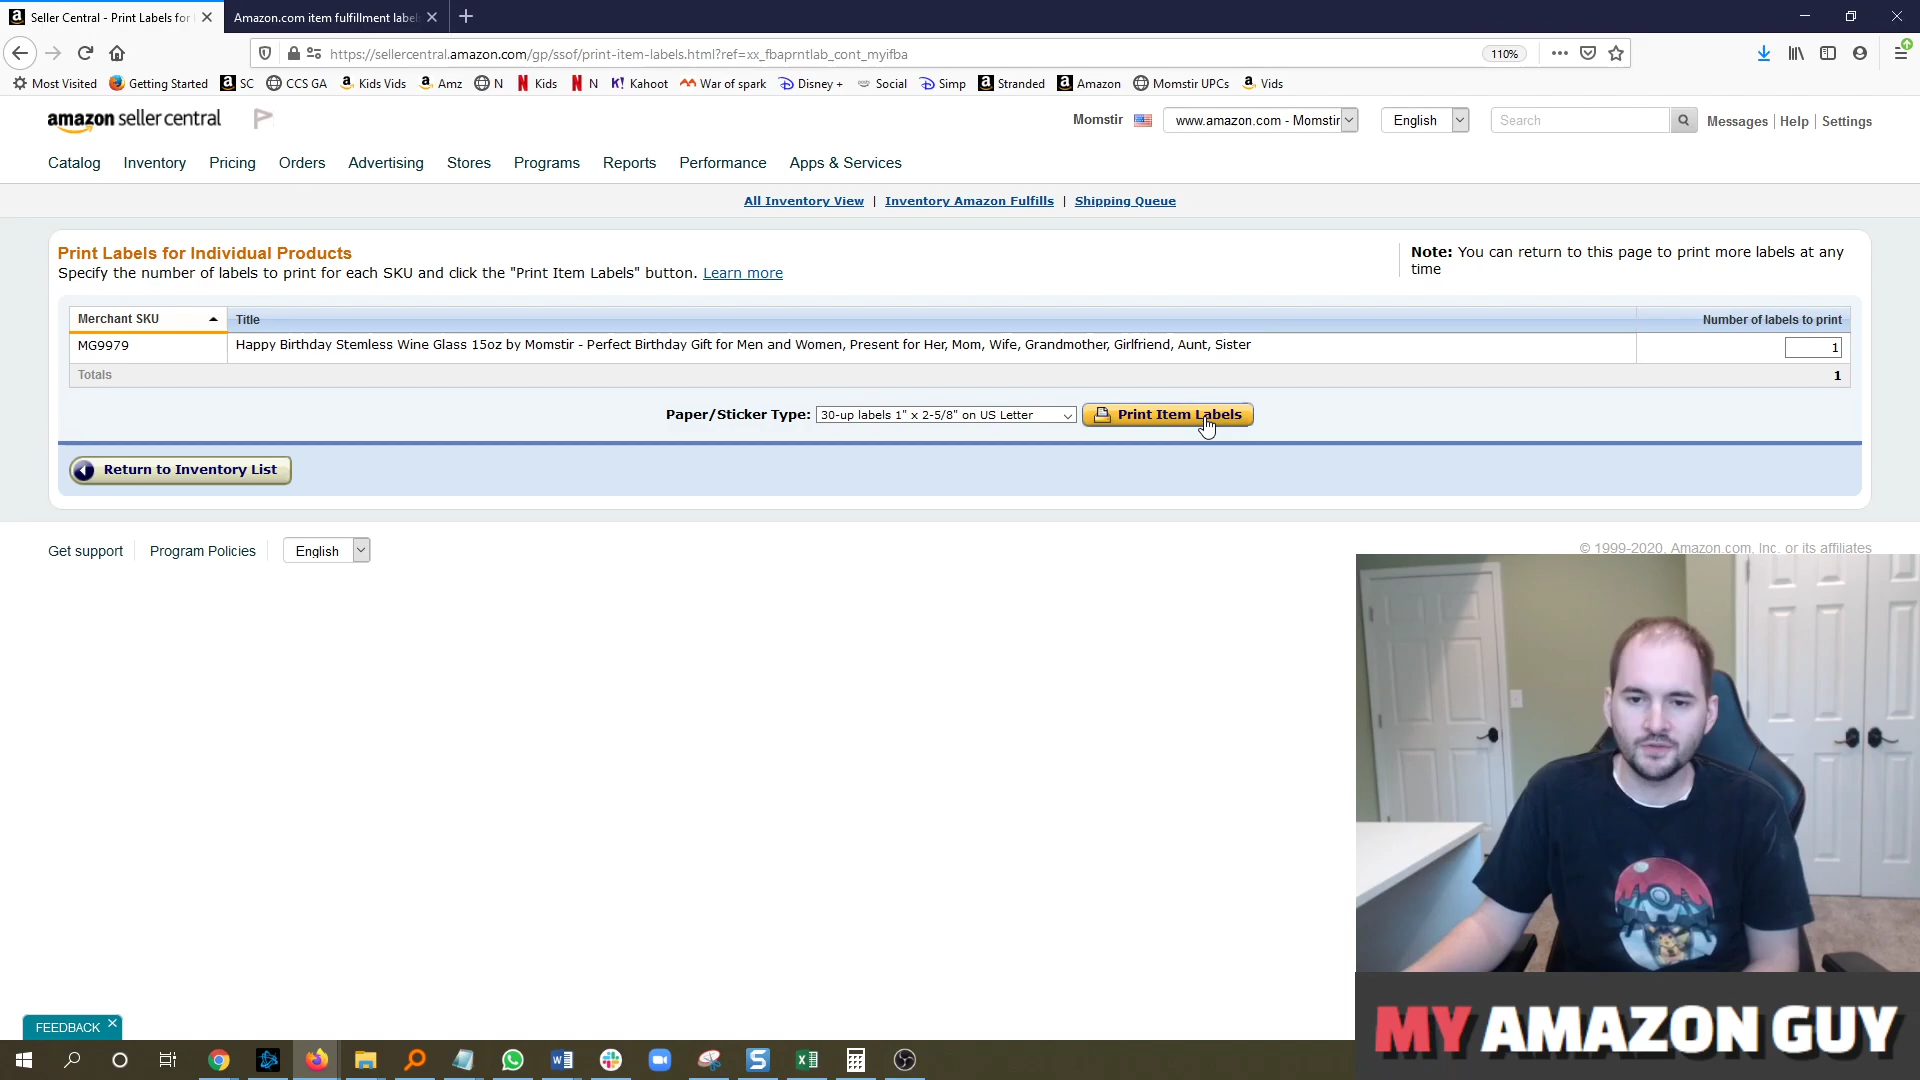 Seller Central - Print Labels for
Amazon.com item fulfillment label
https://sellercentral.amazon.com/gp/ssof/print-item-labels.html?ref=xx_fbaprntlab_cont_myifba
110%
Most Visited
Getting Started
SC
CCS GA
Kids Vids
Amz
N
Kids
N
Kahoot
War of spark
Disney +
Social
Simp
Stranded
Amazon
Momstir UPCs
Vids
amazon seller central
Momstir
www.amazon.com - Momstir
English
Search
Messages | Help | Settings
Catalog
Inventory
Pricing
Orders
Advertising
Stores
Programs
Reports
Performance
Apps & Services
All Inventory View | Inventory Amazon Fulfills | Shipping Queue
Print Labels for Individual Products
Specify the number of labels to print for each SKU and click the "Print Item Labels" button. Learn more
Note: You can return to this page to print more labels at any
time
Merchant SKU
Title
Number of labels to print
MG9979
Happy Birthday Stemless Wine Glass 15oz by Momstir - Perfect Birthday Gift for Men and Women, Present for Her, Mom, Wife, Grandmother, Girlfriend, Aunt, Sister
1
Totals
1
Paper/Sticker Type:
30-up labels 1" x 2-5/8" on US Letter
Print Item Labels
Return to Inventory List
Get support
Program Policies
English
© 1999-2020, Amazon.com, Inc. or its affiliates
FEEDBACK
MY AMAZON GUY